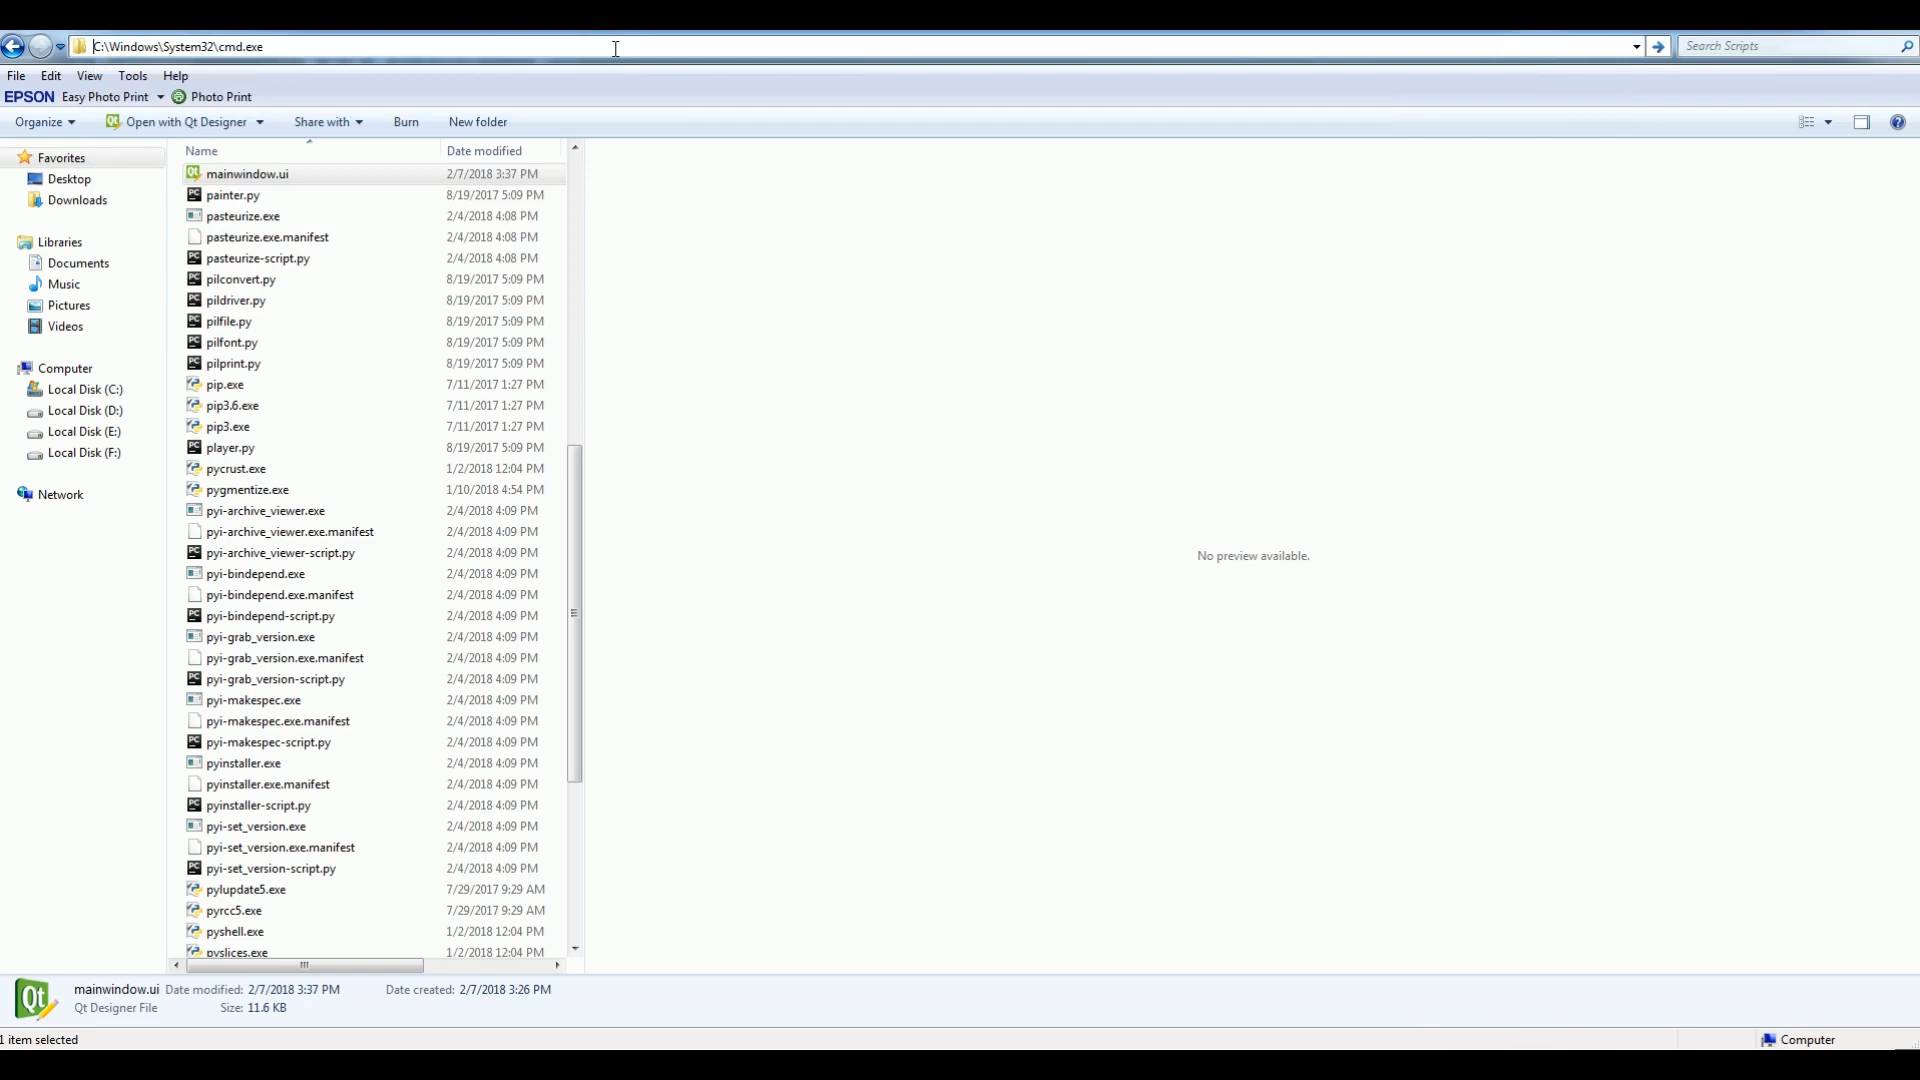 C:\Windows\System32\cmd.exe
Search Scripts
File Edit View Tools Help
EPSON Easy Photo Print Photo Print
Organize Open with Qt Designer Share with Burn New folder
Name Date modified
Favorites
Desktop
Downloads
Libraries
Documents
Music
Pictures
Videos
Computer
Local Disk (C:)
Local Disk (D:)
Local Disk (E:)
Local Disk (F:)
Network
mainwindow.ui 2/7/2018 3:37 PM
painter.py 8/19/2017 5:09 PM
pasteurize.exe 2/4/2018 4:08 PM
pasteurize.exe.manifest 2/4/2018 4:08 PM
pasteurize-script.py 2/4/2018 4:08 PM
pilconvert.py 8/19/2017 5:09 PM
pildriver.py 8/19/2017 5:09 PM
pilfile.py 8/19/2017 5:09 PM
pilfont.py 8/19/2017 5:09 PM
pilprint.py 8/19/2017 5:09 PM
pip.exe 7/11/2017 1:27 PM
pip3.6.exe 7/11/2017 1:27 PM
pip3.exe 7/11/2017 1:27 PM
player.py 8/19/2017 5:09 PM
pycrust.exe 1/2/2018 12:04 PM
pygmentize.exe 1/10/2018 4:54 PM
pyi-archive_viewer.exe 2/4/2018 4:09 PM
pyi-archive_viewer.exe.manifest 2/4/2018 4:09 PM
pyi-archive_viewer-script.py 2/4/2018 4:09 PM
pyi-bindepend.exe 2/4/2018 4:09 PM
pyi-bindepend.exe.manifest 2/4/2018 4:09 PM
pyi-bindepend-script.py 2/4/2018 4:09 PM
pyi-grab_version.exe 2/4/2018 4:09 PM
pyi-grab_version.exe.manifest 2/4/2018 4:09 PM
pyi-grab_version-script.py 2/4/2018 4:09 PM
pyi-makespec.exe 2/4/2018 4:09 PM
pyi-makespec.exe.manifest 2/4/2018 4:09 PM
pyi-makespec-script.py 2/4/2018 4:09 PM
pyinstaller.exe 2/4/2018 4:09 PM
pyinstaller.exe.manifest 2/4/2018 4:09 PM
pyinstaller-script.py 2/4/2018 4:09 PM
pyi-set_version.exe 2/4/2018 4:09 PM
pyi-set_version.exe.manifest 2/4/2018 4:09 PM
pyi-set_version-script.py 2/4/2018 4:09 PM
pylupdate5.exe 7/29/2017 9:29 AM
pyrcc5.exe 7/29/2017 9:29 AM
pyshell.exe 1/2/2018 12:04 PM
pyslices.exe 1/2/2018 12:04 PM
No preview available.
Qt mainwindow.ui Date modified: 2/7/2018 3:37 PM Date created: 2/7/2018 3:26 PM
Qt Designer File Size: 11.6 KB
1 item selected
Computer